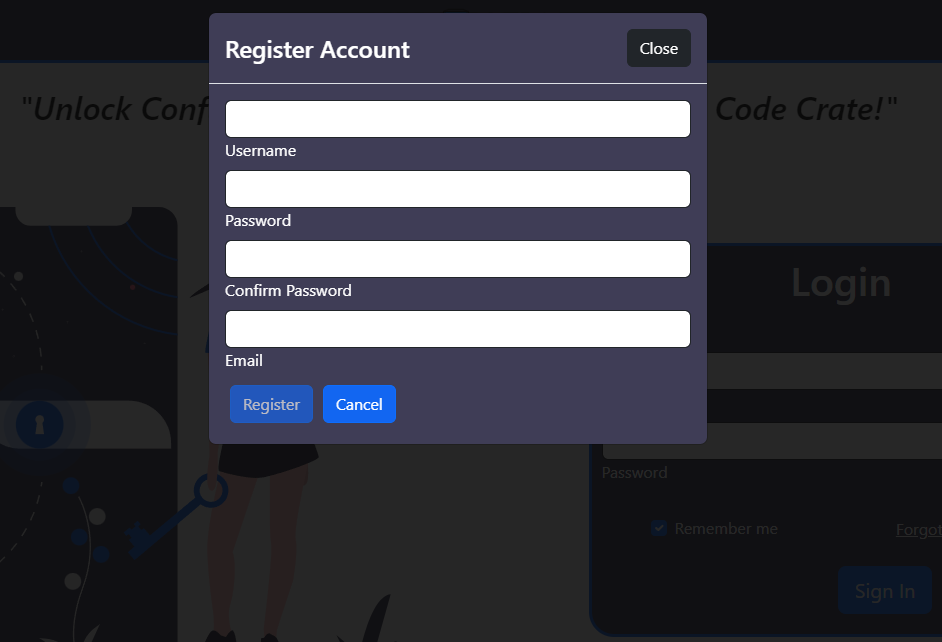 Register Account
Close
"Unlock Conf
Code Crate!"
Username
Password
Confirm Password
Email
Register
Cancel
Login
Password
Remember me
Forgot
Sign In